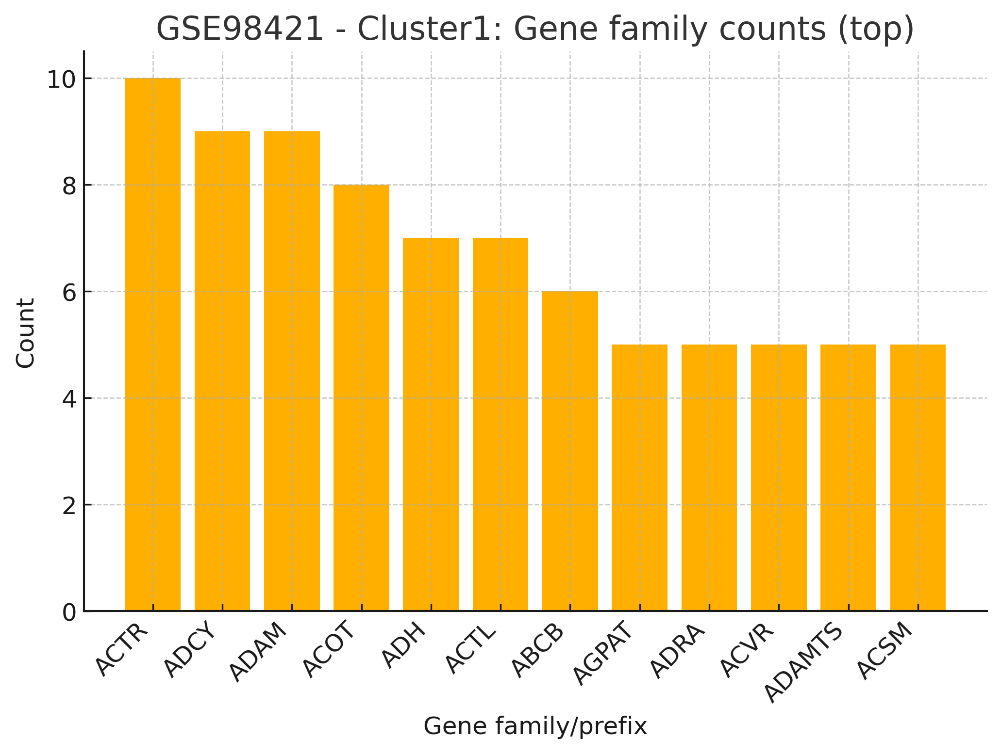 GSE98421 - Cluster1: Gene family counts (top)
Count
10
8
6
4
2
0
ACTR
ADCY
ADAM
ACOT
ADH
ACTL
ABCB
AGPAT
ADRA
ACVR
ADAMTS
ACSM
Gene family/prefix